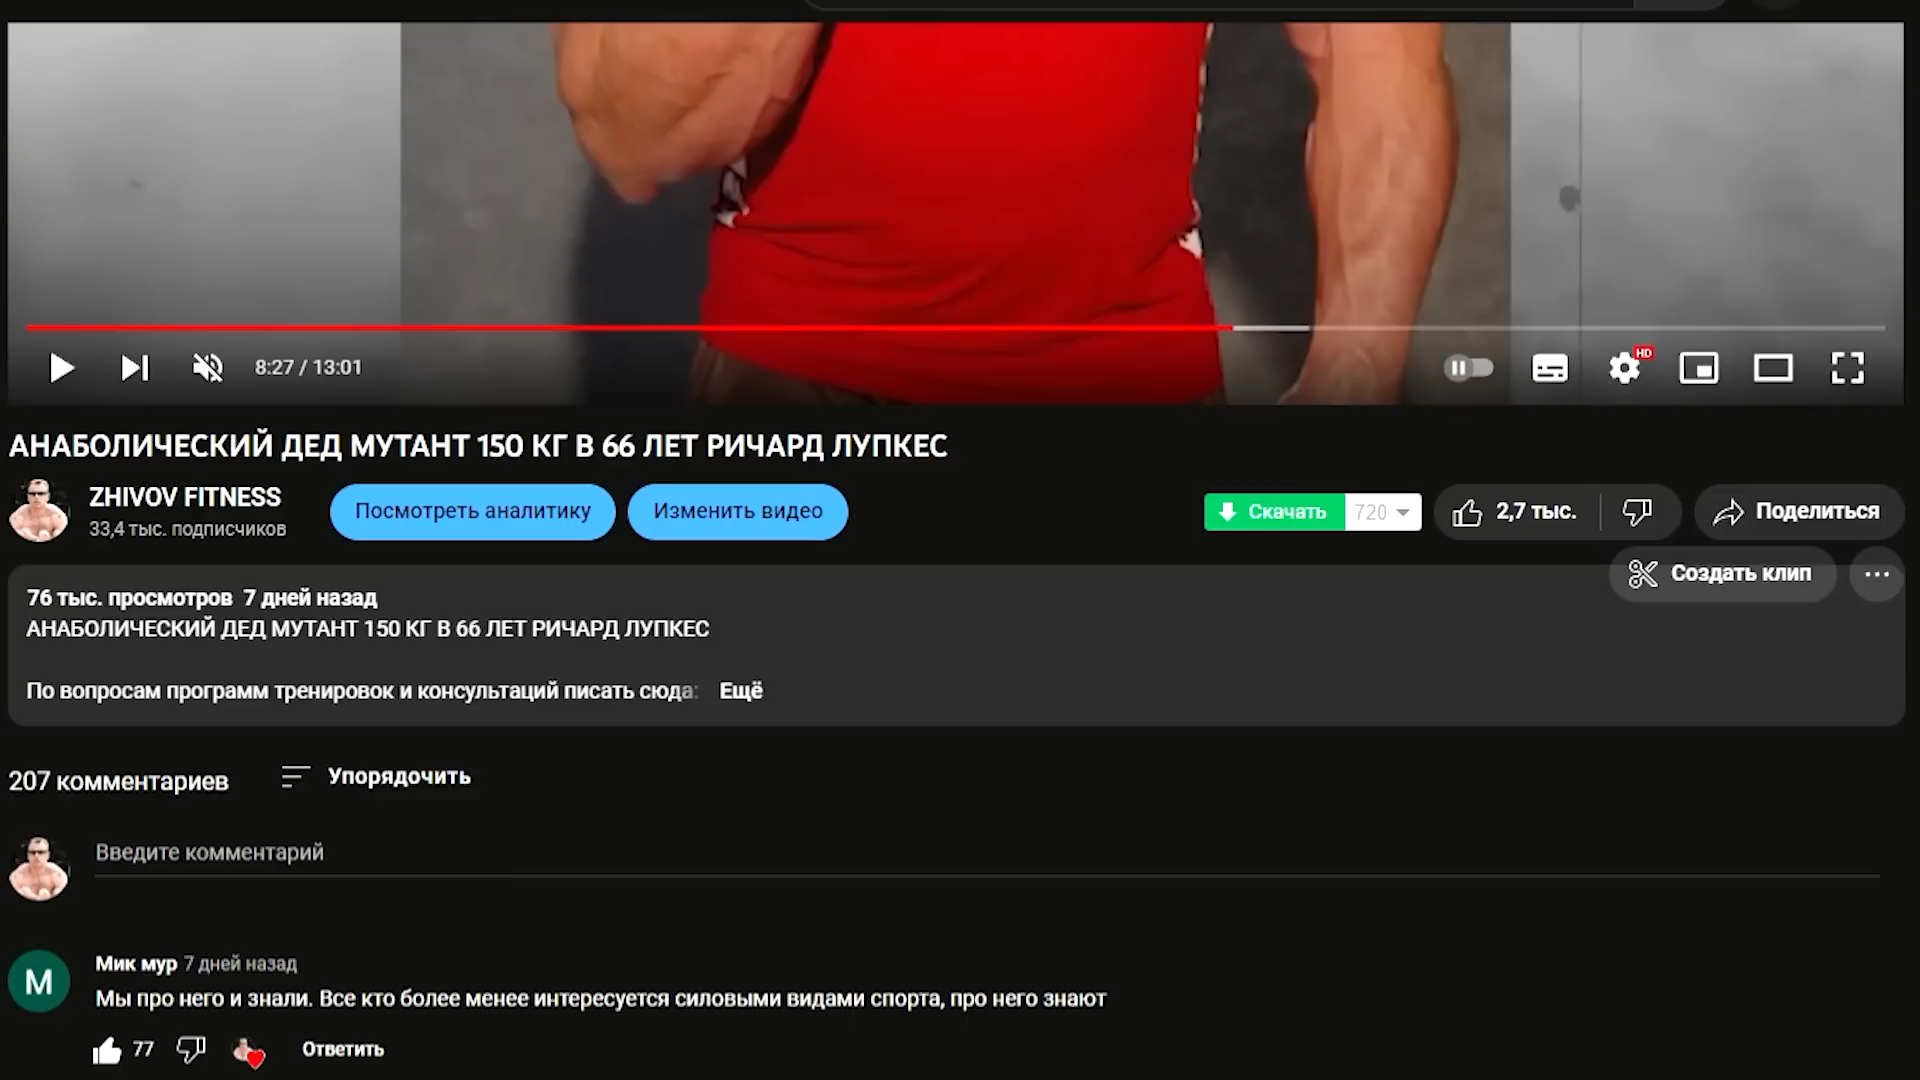 8:27 / 13:01
HD
АНАБОЛИЧЕСКИЙ ДЕД МУТАНТ 150 КГ В 66 ЛЕТ РИЧАРД ЛУПКЕС
ZHIVOV FITNESS
33,4 тыс. подписчиков
Посмотреть аналитику
Изменить видео
Скачать
720
2,7 тыс.
Поделиться
Создать клип
76 тыс. просмотров 7 дней назад
АНАБОЛИЧЕСКИЙ ДЕД МУТАНТ 150 КГ В 66 ЛЕТ РИЧАРД ЛУПКЕС
По вопросам программ тренировок и консультаций писать сюда: Ещё
207 комментариев
Упорядочить
Введите комментарий
М
Мик мур 7 дней назад
Мы про него и знали. Все кто более менее интересуется силовыми видами спорта, про него знают
77
Ответить